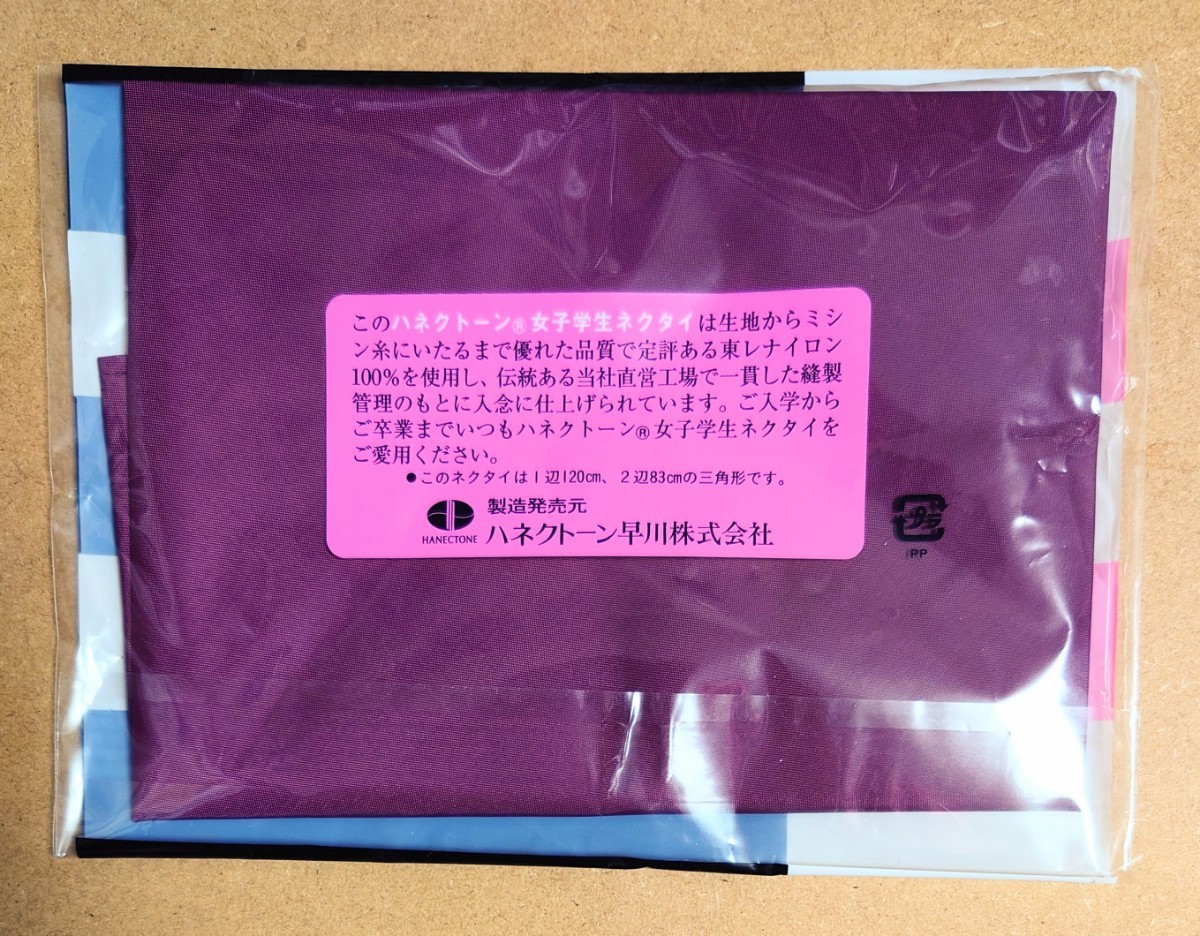 このハネクトーン®女子学生ネクタイは生地からミシ
ン糸にいたるまで優れた品質で定評ある東レナイロン
100%を使用し、伝統ある当社直営工場で一貫した縫製
管理のもとに入念に仕上げられています。ご入学から
ご卒業までいつもハネクトーン®女子学生ネクタイを
ご愛用ください。
●このネクタイは1辺120cm、2辺83cmの三角形です。
製造発売元
HANECTONE ハネクトーン早川株式会社
プラ
PP